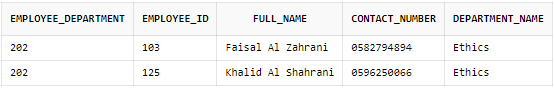 EMPLOYEE_DEPARTMENT EMPLOYEE_ID FULL_NAME CONTACT_NUMBER DEPARTMENT_NAME
202 103 Faisal Al Zahrani 0582794894 Ethics
202 125 Khalid Al Shahrani 0596250066 Ethics